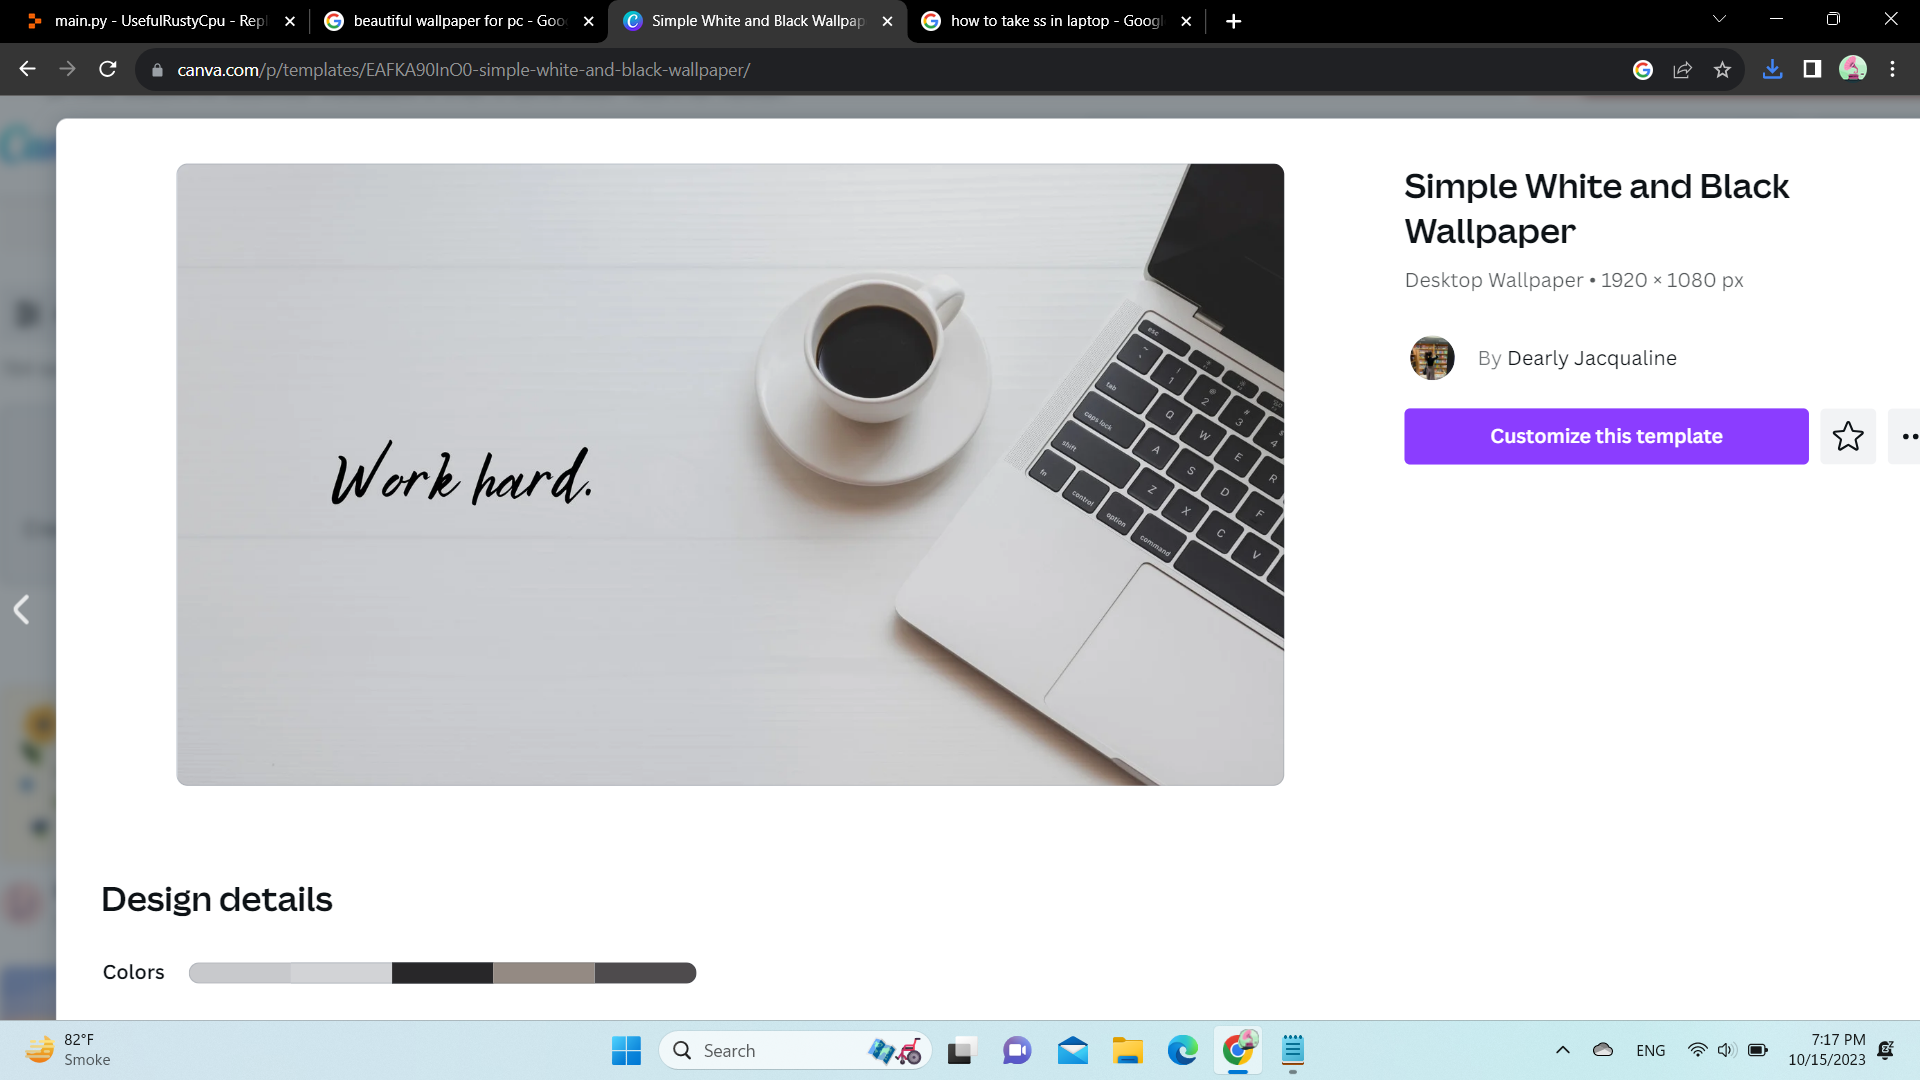 main.py - UsefulRustyCpu - Repl
beautiful wallpaper for pc - Goo
Simple White and Black Wallpap
how to take ss in laptop - Googl
canva.com/p/templates/EAFKA90InO0-simple-white-and-black-wallpaper/
Simple White and Black
Wallpaper
Desktop Wallpaper • 1920 × 1080 px
By Dearly Jacqualine
Customize this template
Work hard.
esc
1 2 3 4
tab Q W E R
caps lock A S D F
shift Z X C V
fn control option command
Design details
Colors
82°F
Smoke
Search
ENG
7:17 PM
10/15/2023